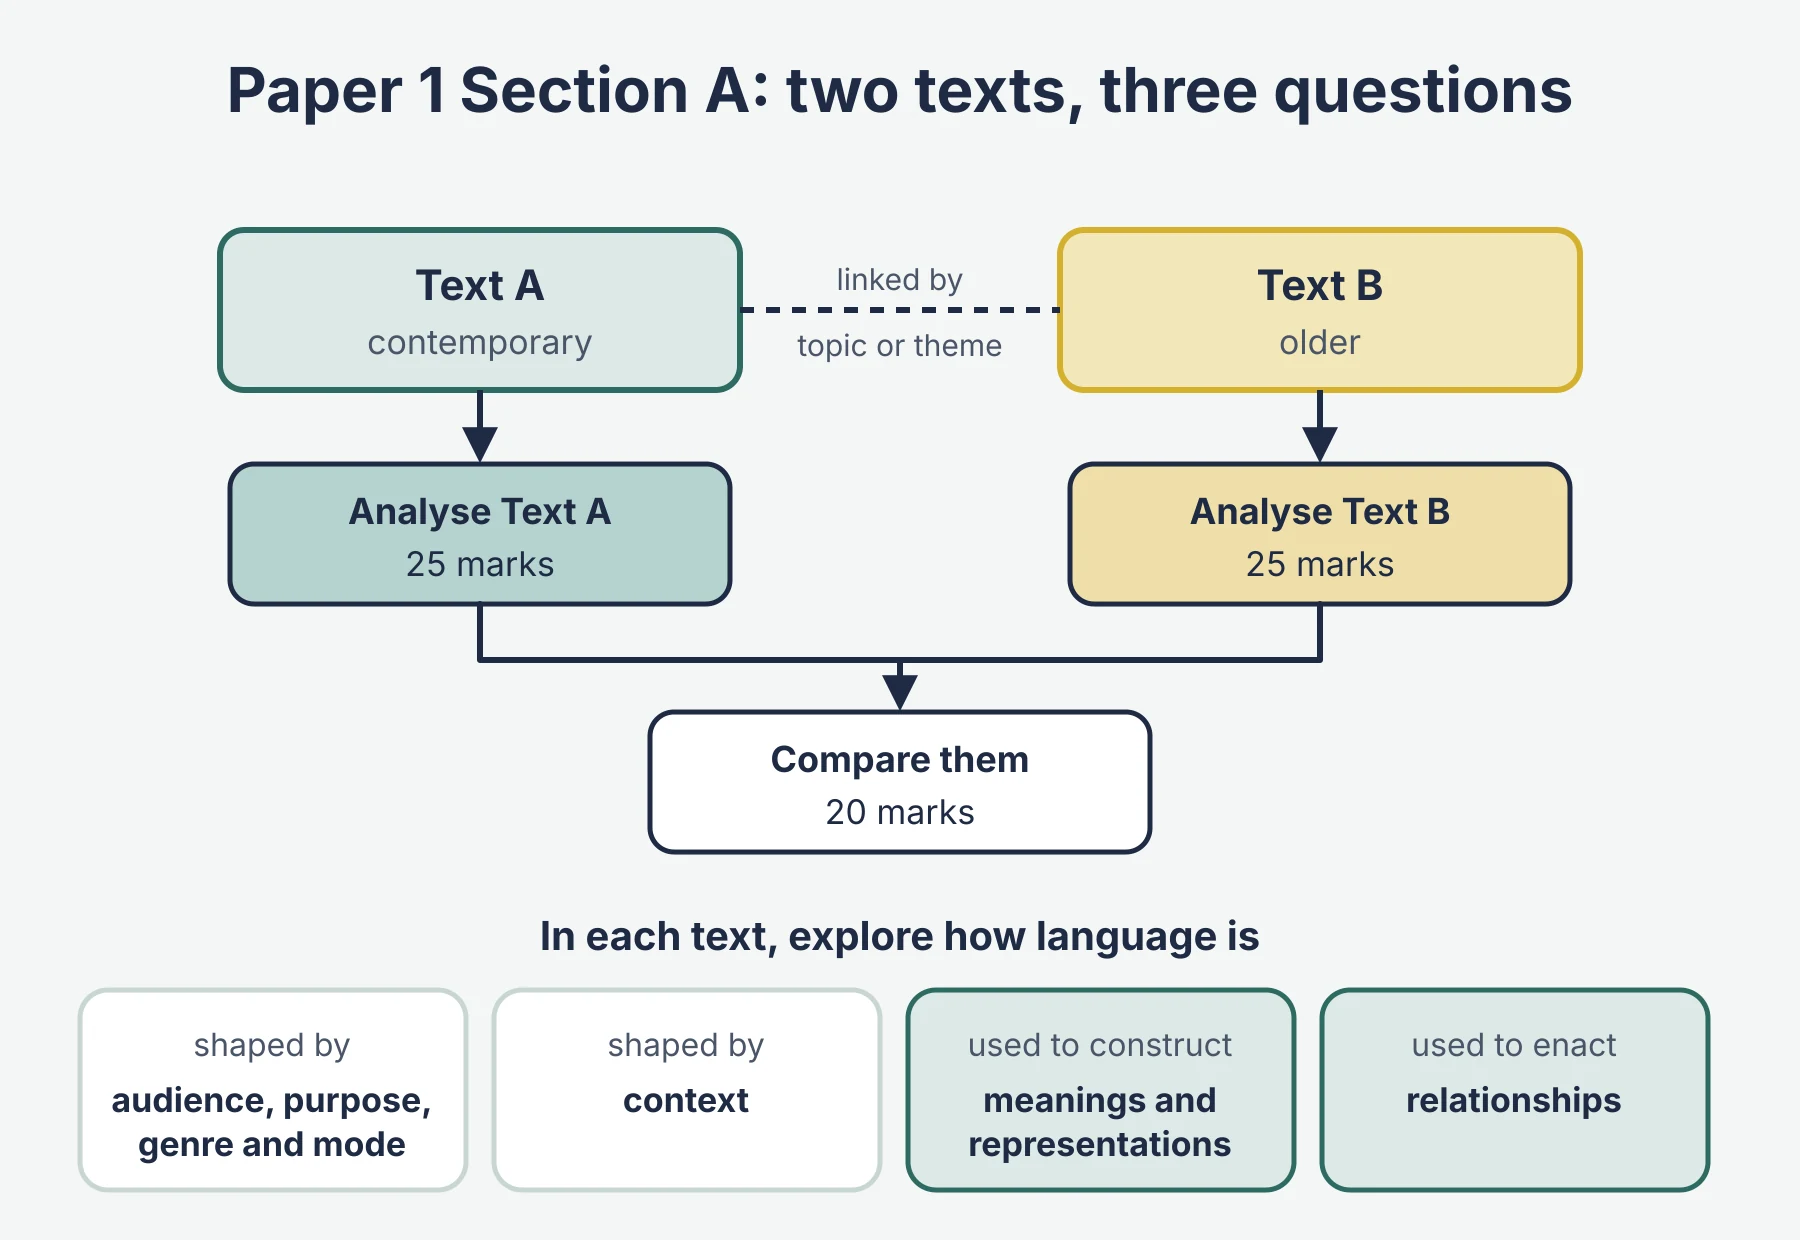 Paper 1 Section A: two texts, three questions
Text A
contemporary
linked by
topic or theme
Text B
older
Analyse Text A
25 marks
Analyse Text B
25 marks
Compare them
20 marks
In each text, explore how language is
shaped by
audience, purpose,
genre and mode
shaped by
context
used to construct
meanings and
representations
used to enact
relationships